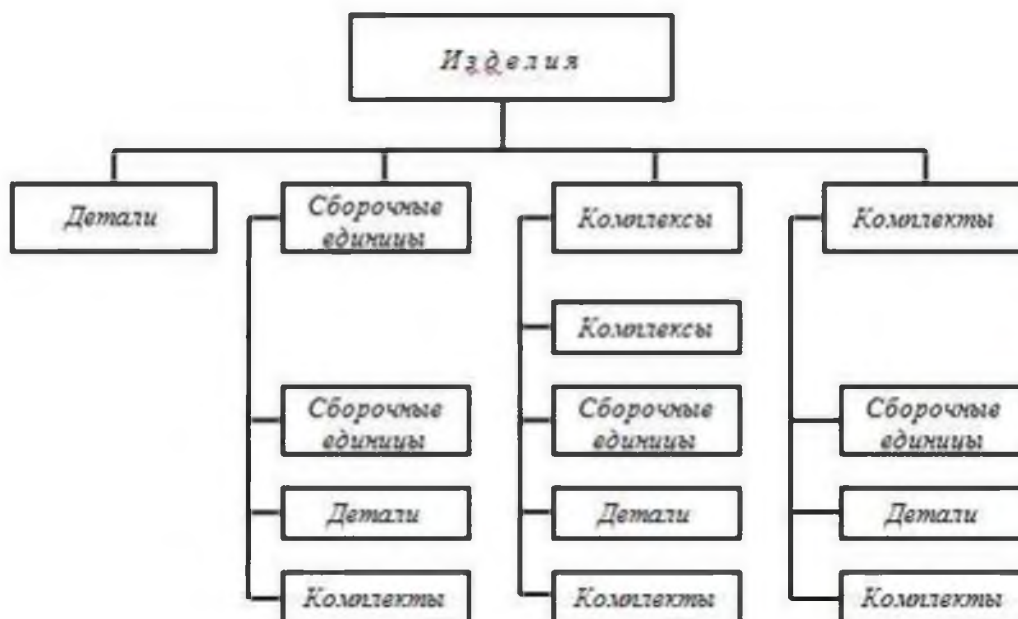 Изделия
Детали
Сборочные
единицы
Комплексы
Комплекты
Комплексы
Сборочные
единицы
Сборочные
единицы
Сборочные
единицы
Детали
Детали
Детали
Комплекты
Комплекты
Комплекты